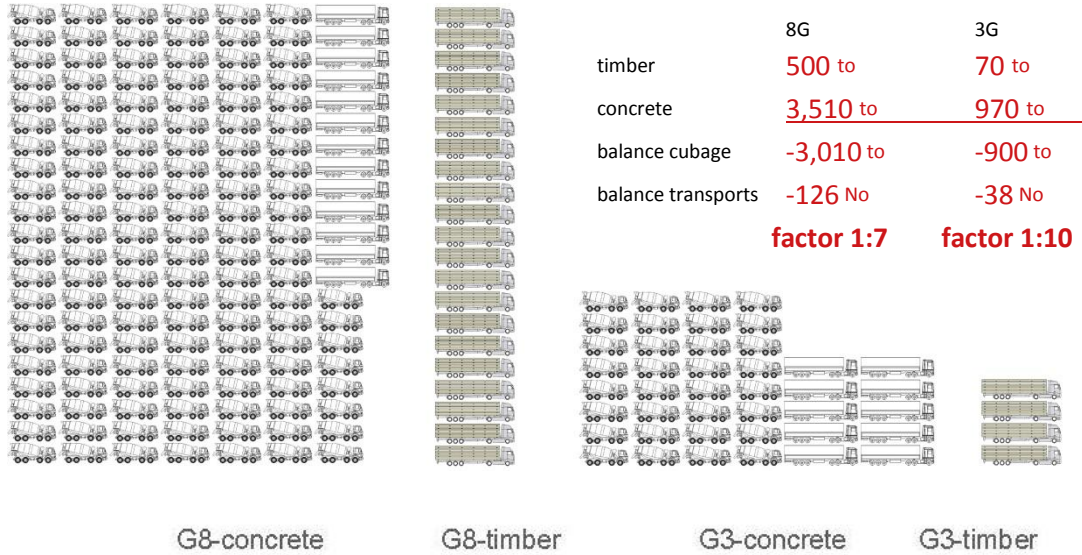 8G 3G
timber 500 to 70 to
concrete 3,510 to 970 to
balance cubage -3,010 to -900 to
balance transports -126 No -38 No
factor 1:7 factor 1:10
G8-concrete G8-timber G3-concrete G3-timber